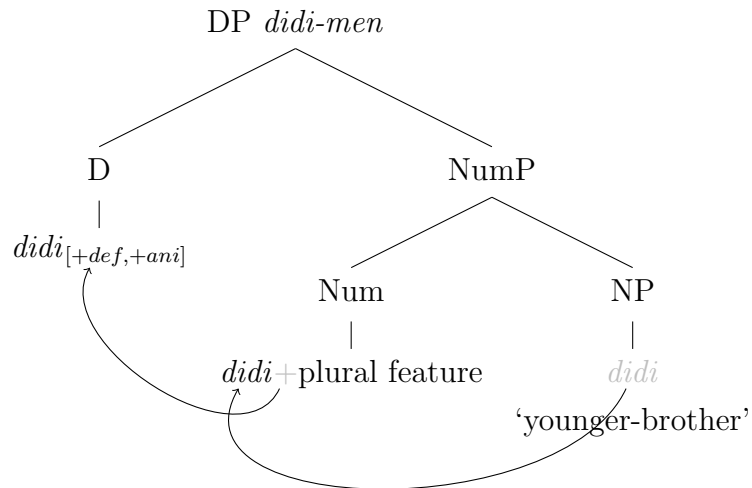 DP didi-men
D NumP
didi[+def,+ani]
Num NP
didi+plural feature didi
‘younger-brother’